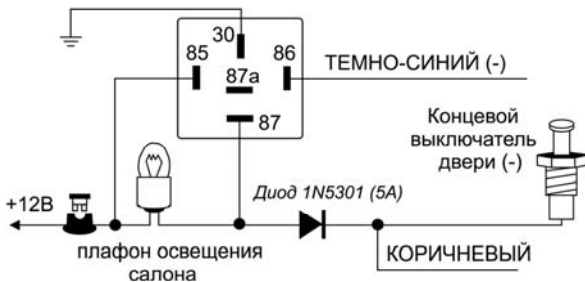 30
85
86
87a
87
ТЕМНО-СИНИЙ (-)
Концевой
выключатель
двери (-)
+12В
Диод 1N5301 (5А)
плафон освещения
салона
КОРИЧНЕВЫЙ